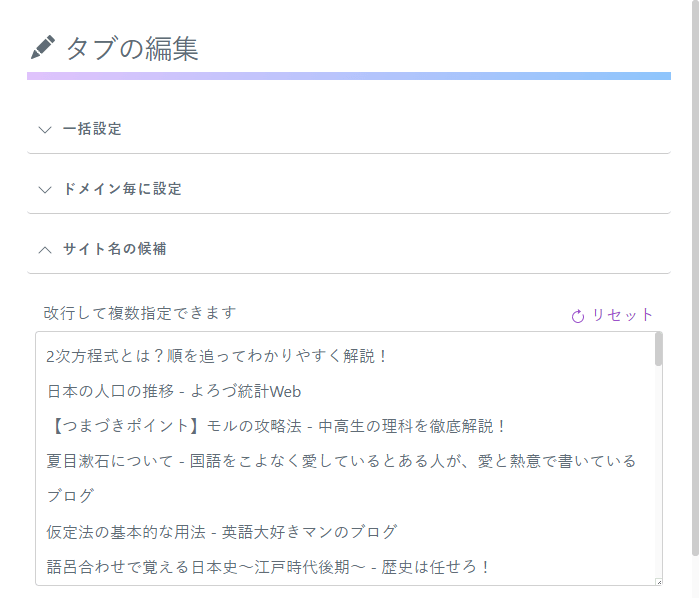 タブの編集
一括設定
ドメイン毎に設定
サイト名の候補
改行して複数指定できます
リセット
2次方程式とは？順を追ってわかりやすく解説！
日本の人口の推移 - よろづ統計Web
【つまづきポイント】モルの攻略法 - 中高生の理科を徹底解説！
夏目漱石について - 国語をこよなく愛しているとある人が、愛と熱意で書いている
ブログ
仮定法の基本的な用法 - 英語大好きマンのブログ
語呂合わせで覚える日本史～江戸時代後期～ - 歴史は任せろ！